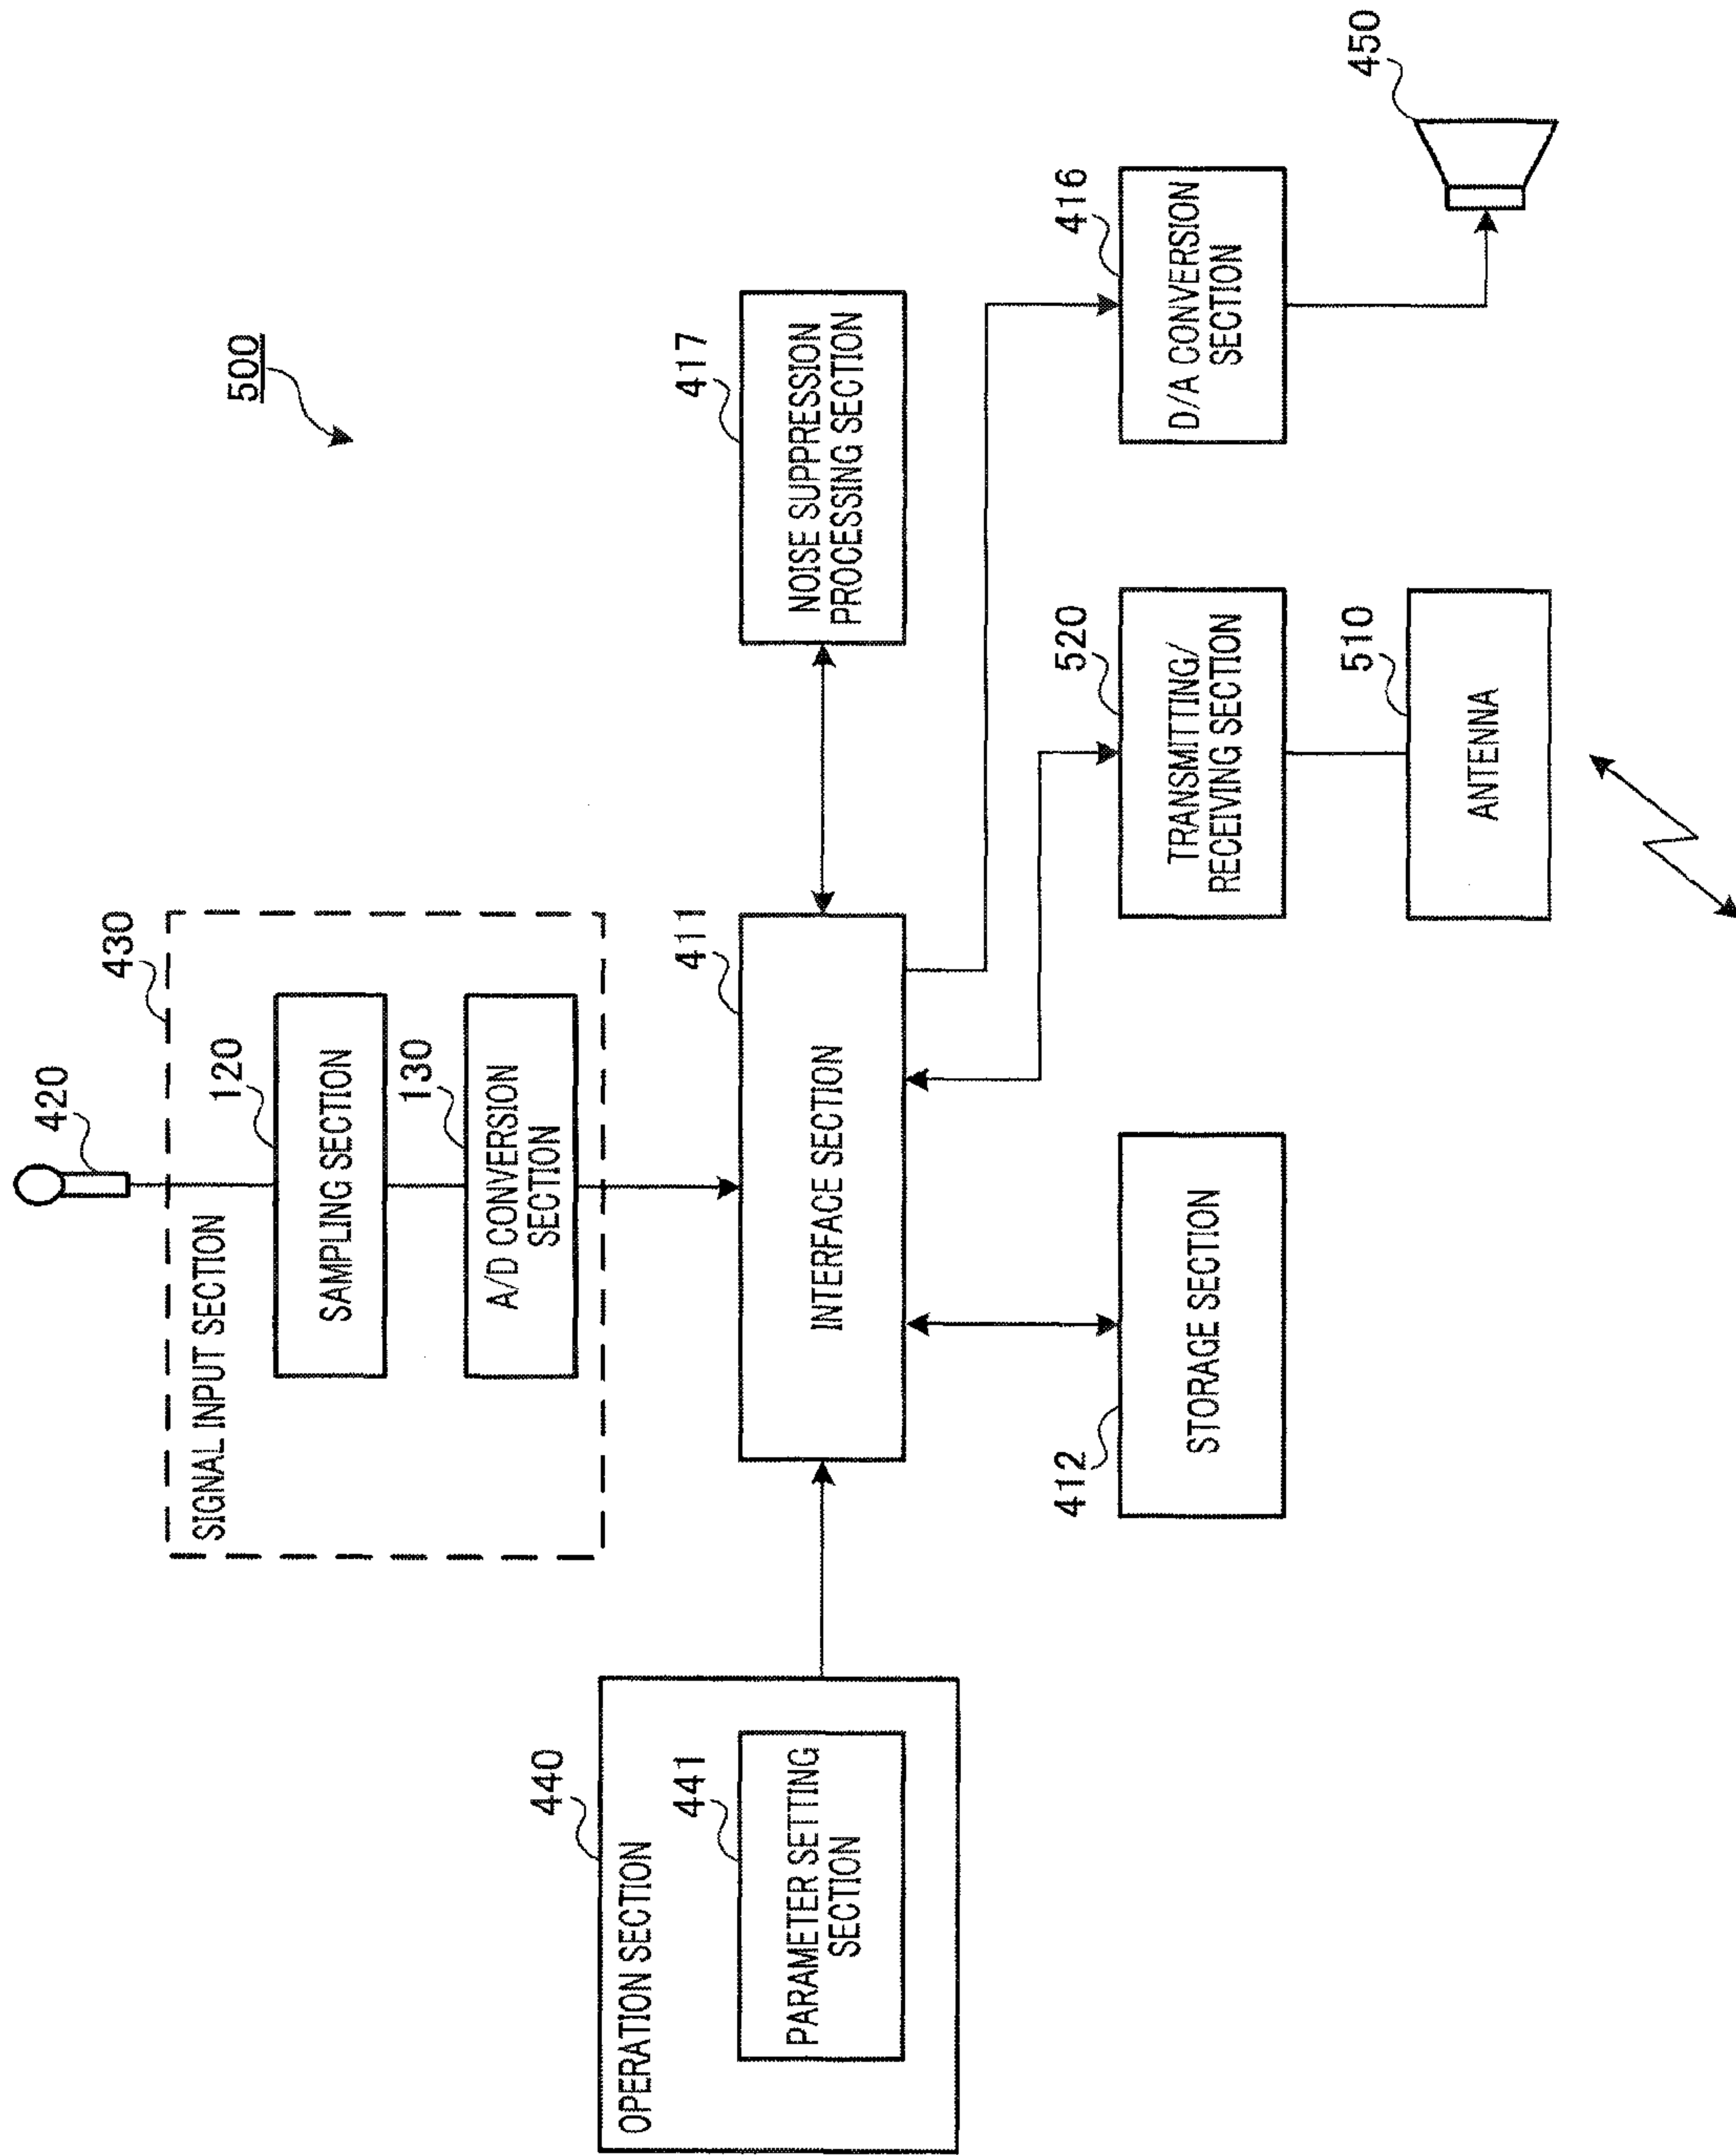 500
420
430
SIGNAL INPUT SECTION
120
SAMPLING SECTION
130
A/D CONVERSION
SECTION
440
OPERATION SECTION
441
PARAMETER SETTING
SECTION
411
INTERFACE SECTION
417
NOISE SUPPRESSION
PROCESSING SECTION
412
STORAGE SECTION
520
TRANSMITTING/
RECEIVING SECTION
416
D/A CONVERSION
SECTION
510
ANTENNA
450